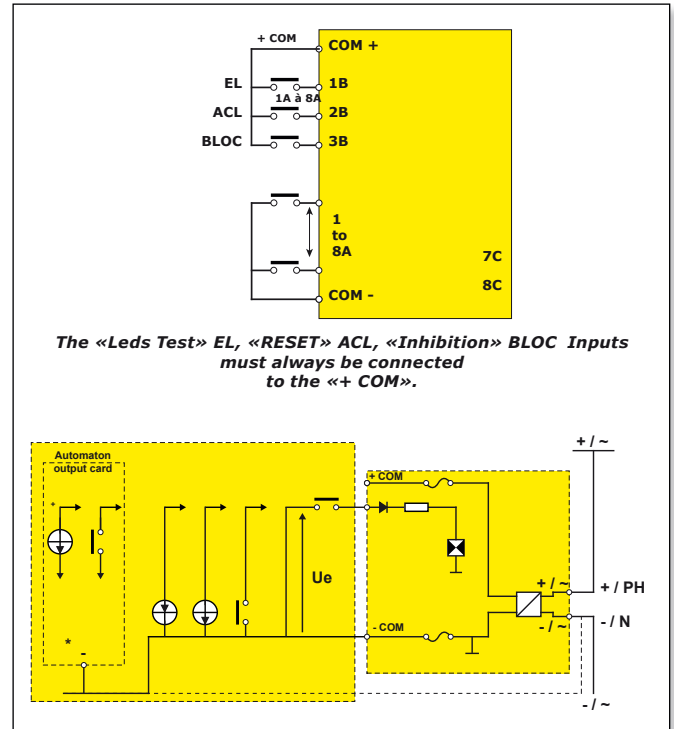 + COM
COM +
EL
1B
1A à 8A
ACL
2B
BLOC
3B
1
to
8A
7C
8C
COM -
The «Leds Test» EL, «RESET» ACL, «Inhibition» BLOC Inputs
must always be connected
to the «+ COM».
+ / ~
Automaton
output card
+ COM
+
Ue
+ / ~
+ / PH
- COM
- / ~
- / N
*
-
- / ~